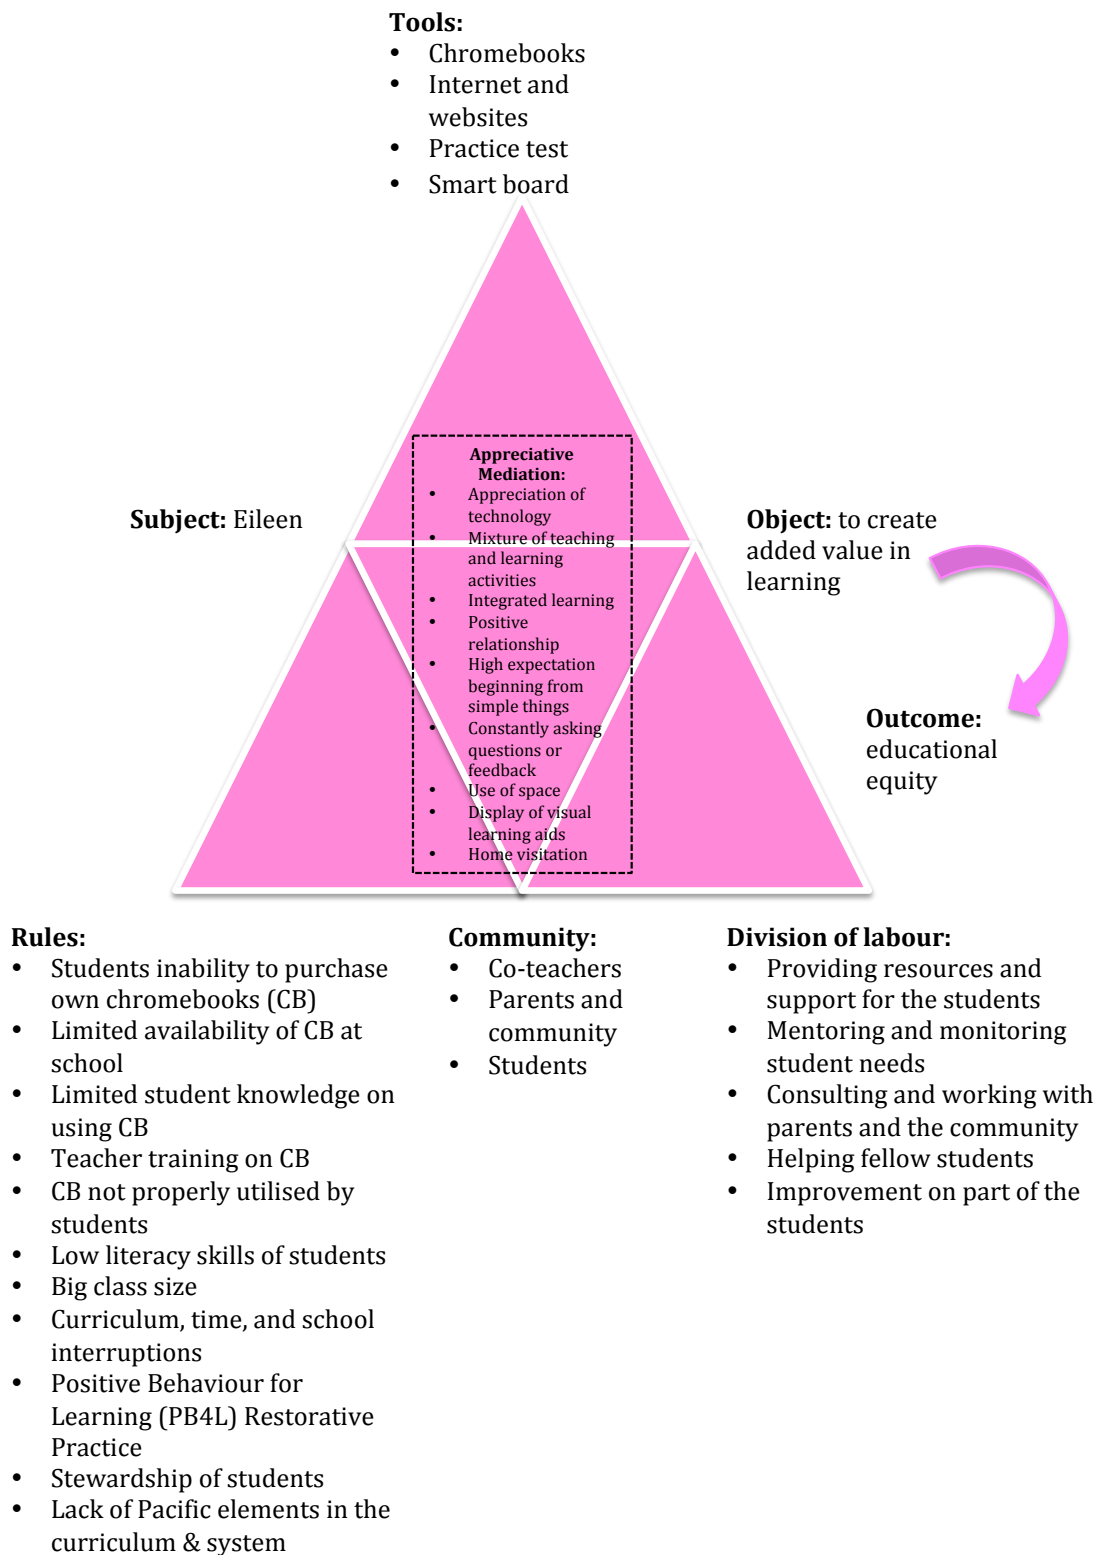 Tools:
• Chromebooks
• Internet and
websites
• Practice test
• Smart board
Appreciative
Mediation:
• Appreciation of
technology
• Mixture of teaching
and learning
activities
• Integrated learning
• Positive
relationship
• High expectation
beginning from
simple things
• Constantly asking
questions or
feedback
• Use of space
• Display of visual
learning aids
• Home visitation
Subject: Eileen
Object: to create
added value in
learning
Outcome:
educational
equity
Rules:
• Students inability to purchase
own chromebooks (CB)
• Limited availability of CB at
school
• Limited student knowledge on
using CB
• Teacher training on CB
• CB not properly utilised by
students
• Low literacy skills of students
• Big class size
• Curriculum, time, and school
interruptions
• Positive Behaviour for
Learning (PB4L) Restorative
Practice
• Stewardship of students
• Lack of Pacific elements in the
curriculum & system
Community:
• Co-teachers
• Parents and
community
• Students
Division of labour:
• Providing resources and
support for the students
• Mentoring and monitoring
student needs
• Consulting and working with
parents and the community
• Helping fellow students
• Improvement on part of the
students